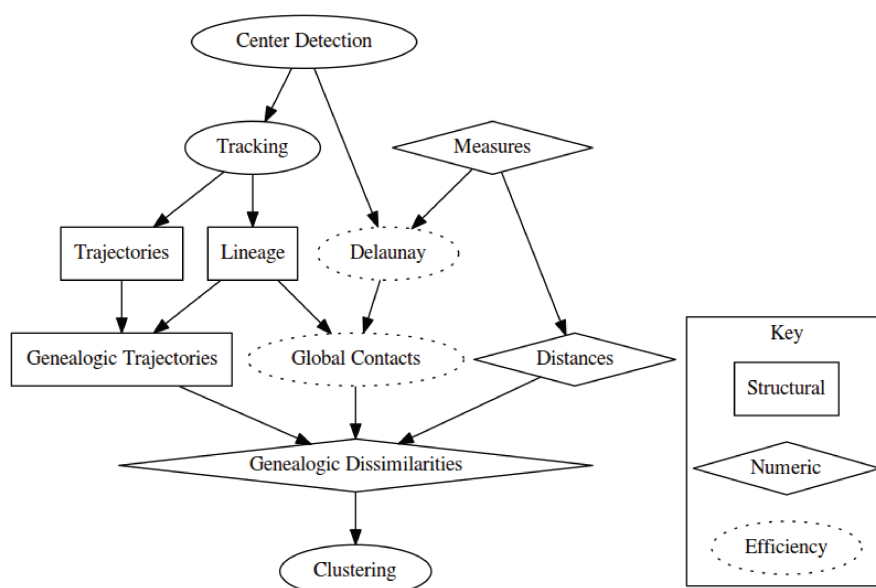 Center Detection
Tracking
Measures
Trajectories
Lineage
Delaunay
Genealogic Trajectories
Global Contacts
Distances
Genealogic Dissimilarities
Clustering
Key
Structural
Numeric
Efficiency